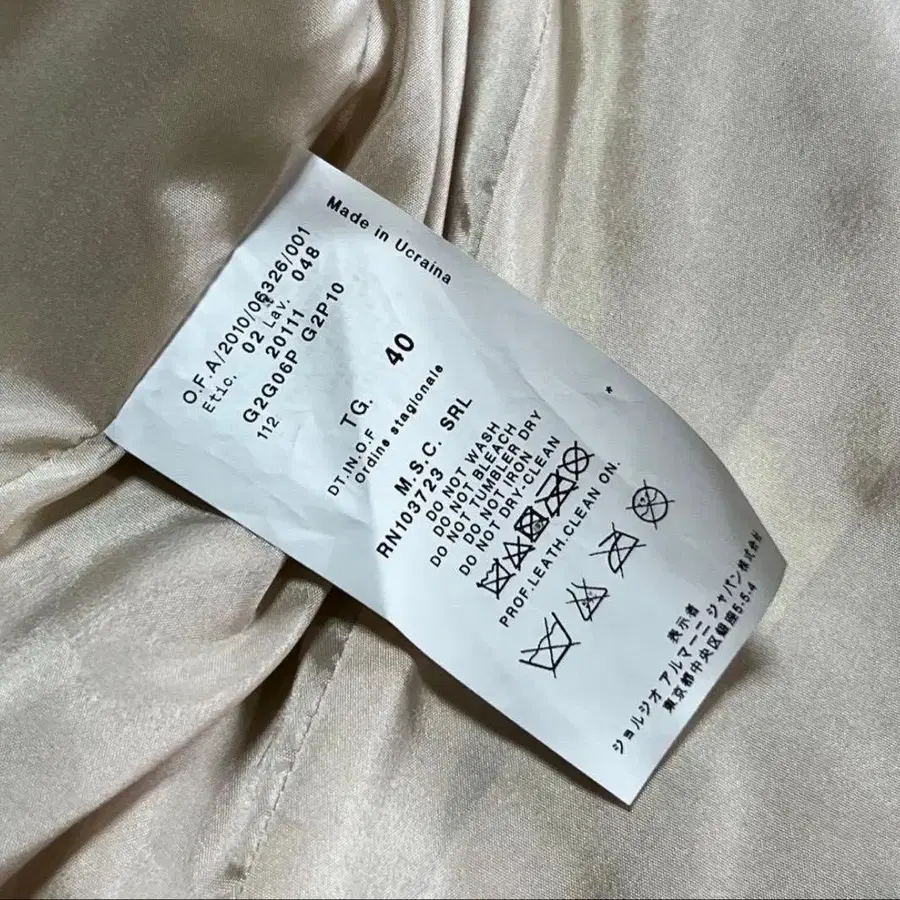 Made in Ucraina
O.F.A/2010/06326/001
Etic. 02 Lav. 048
20111
G2G06P G2P10
112
TG. 40
DT.IN.O.F
Ordine stagionale
M.S.C. SRL
RN103723
DO NOT WASH
DO NOT BLEACH
DO NOT TUMBLER DRY
DO NOT IRON
DO NOT DRY-CLEAN
PROF.LEATH.CLEAN ON.
*
表示者
ジョルジオ アルマーニ ジャパン株式会社
東京都中央区銀座5-5-4